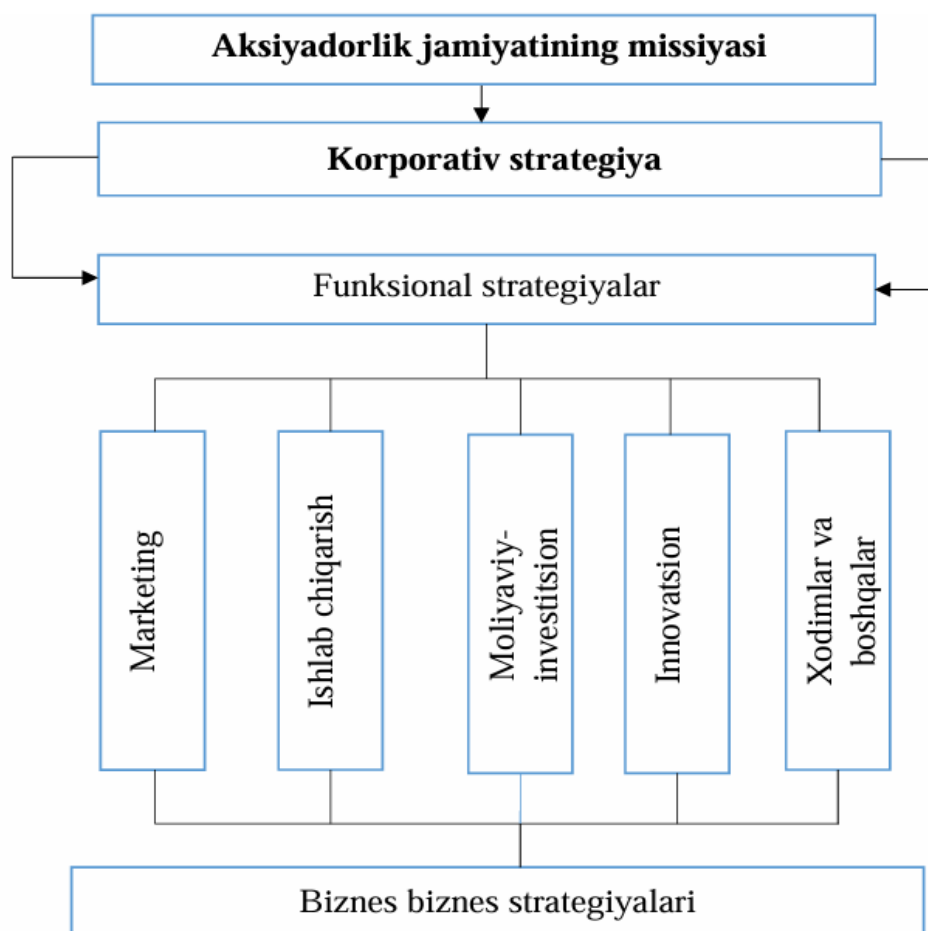 Aksiyadorlik jamiyatining missiyasi
Korporativ strategiya
Funksional strategiyalar
Marketing
Ishlab chiqarish
Moliyaviy-
investitsion
Innovatsion
Xodimlar va
boshqalar
Biznes biznes strategiyalari